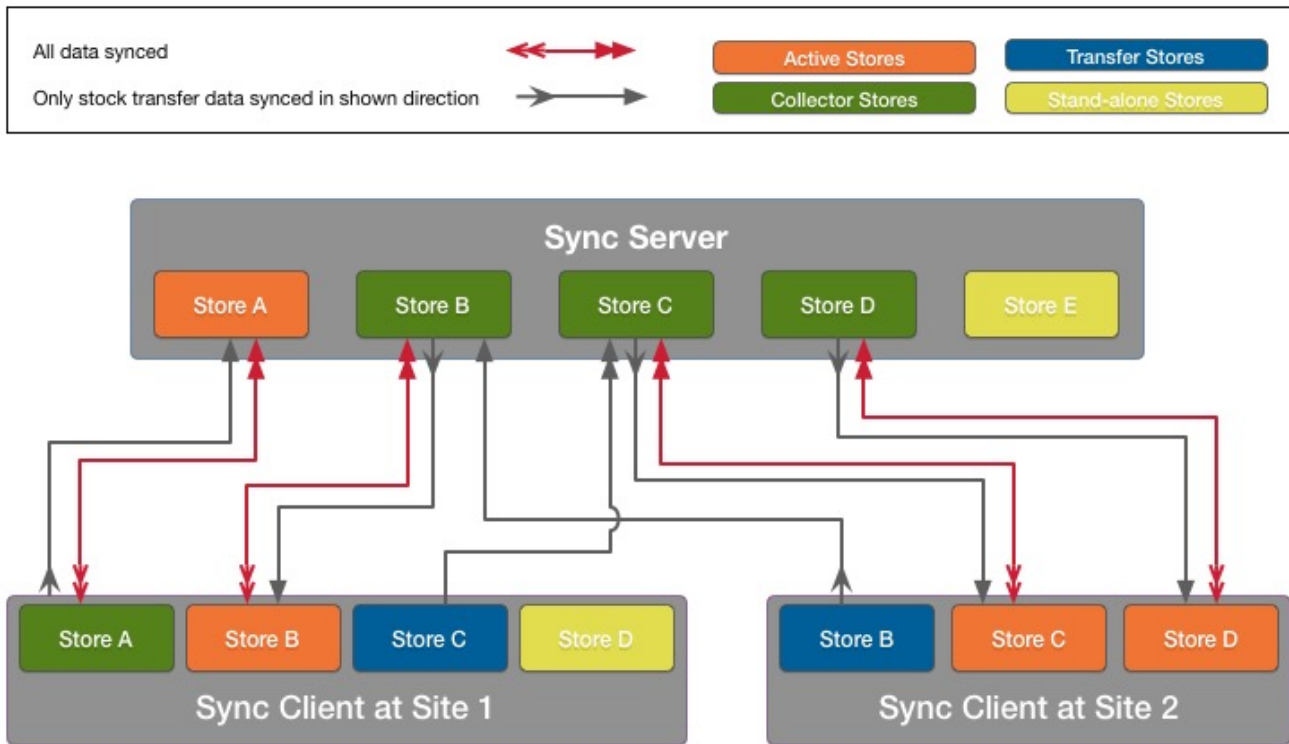 All data synced
Active Stores
Transfer Stores
Only stock transfer data synced in shown direction
Collector Stores
Stand-alone Stores
Sync Server
Store A
Store B
Store C
Store D
Store E
Store A
Store B
Store C
Store D
Store B
Store C
Store D
Sync Client at Site 1
Sync Client at Site 2